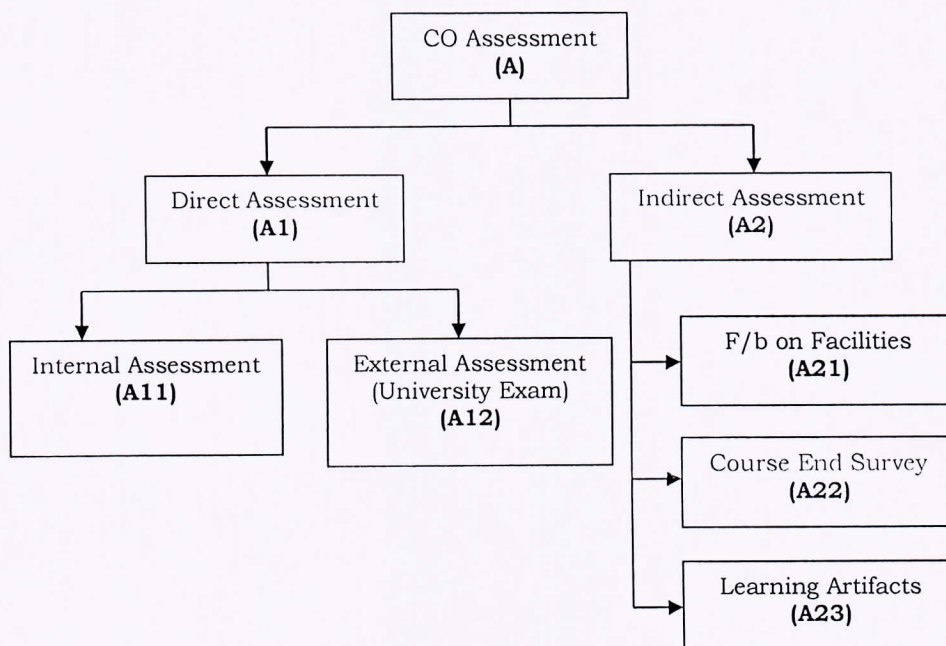 CO Assessment
(A)
Direct Assessment
(A1)
Indirect Assessment
(A2)
Internal Assessment
(A11)
External Assessment
(University Exam)
(A12)
F/b on Facilities
(A21)
Course End Survey
(A22)
Learning Artifacts
(A23)